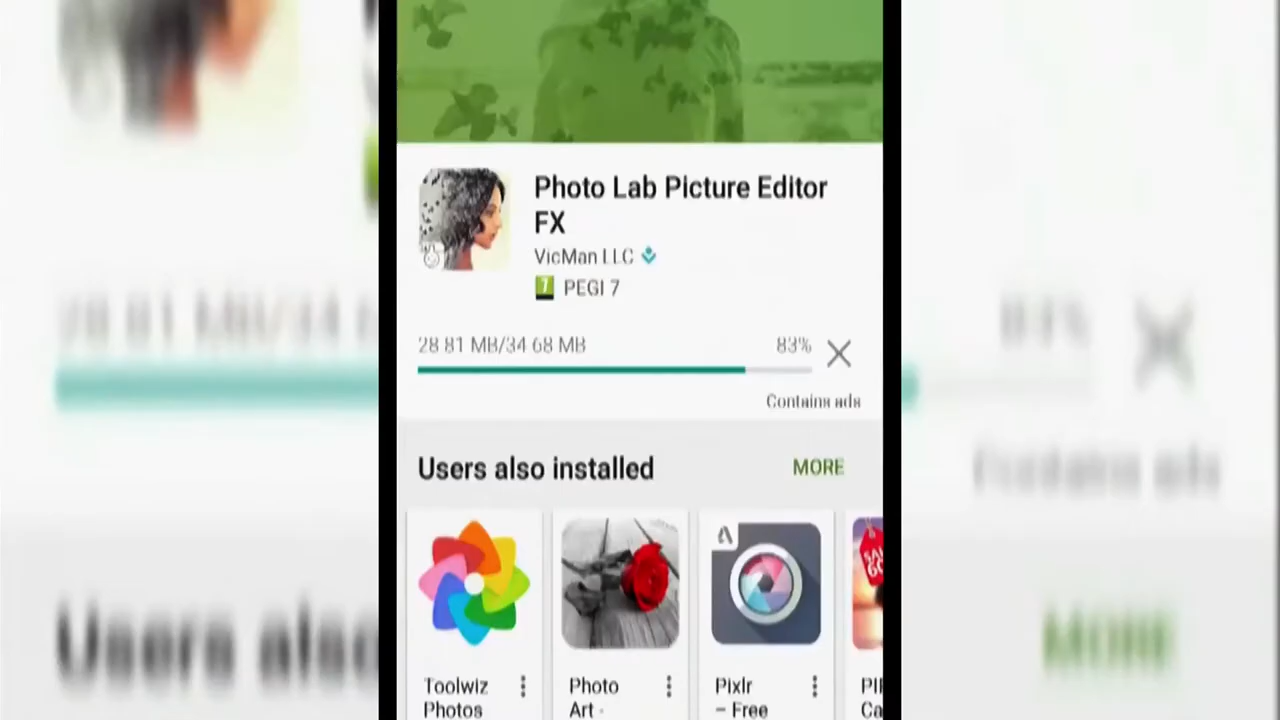 Photo Lab Picture Editor
FX
VicMan LLC
7 PEGI 7
28 81 MB/34 68 MB 83%
Contains ads
Users also installed MORE
Toolwiz
Photos
Photo
Art -
Pixlr
– Free